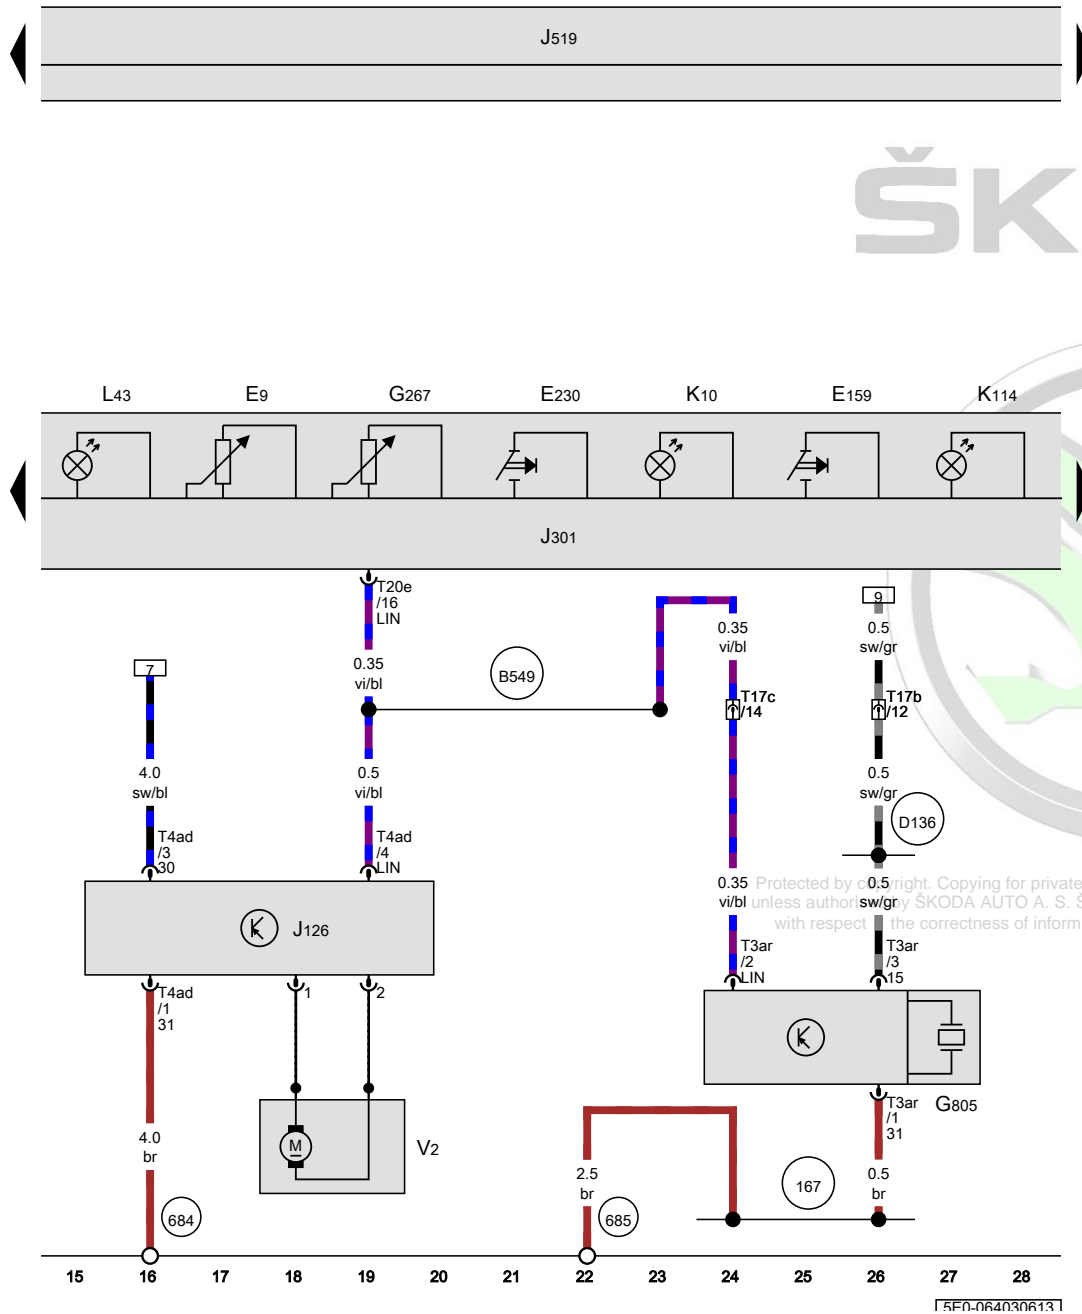 J519
ŠK
L43 E9 G267 E230 K10 E159 K114
J301
T20e
/16
LIN
9
0.35
vi/bl
0.5
sw/gr
0.35
vi/bl
7
B549
T17c
/14
T17b
/12
4.0
sw/bl
0.5
vi/bl
0.5
sw/gr
D136
T4ad
/3
30
T4ad
/4
LIN
0.35
vi/bl
0.5
sw/gr
Protected by copyright. Copying for private
unless authorised by ŠKODA AUTO A. S. Š
with respect the correctness of inform
J126
T3ar
/2
LIN
T3ar
/3
15
T4ad
/1
31
1
2
G805
T3ar
/1
31
M
V2
4.0
br
2.5
br
0.5
br
684
685
167
15 16 17 18 19 20 21 22 23 24 25 26 27 28
5E0-064030613